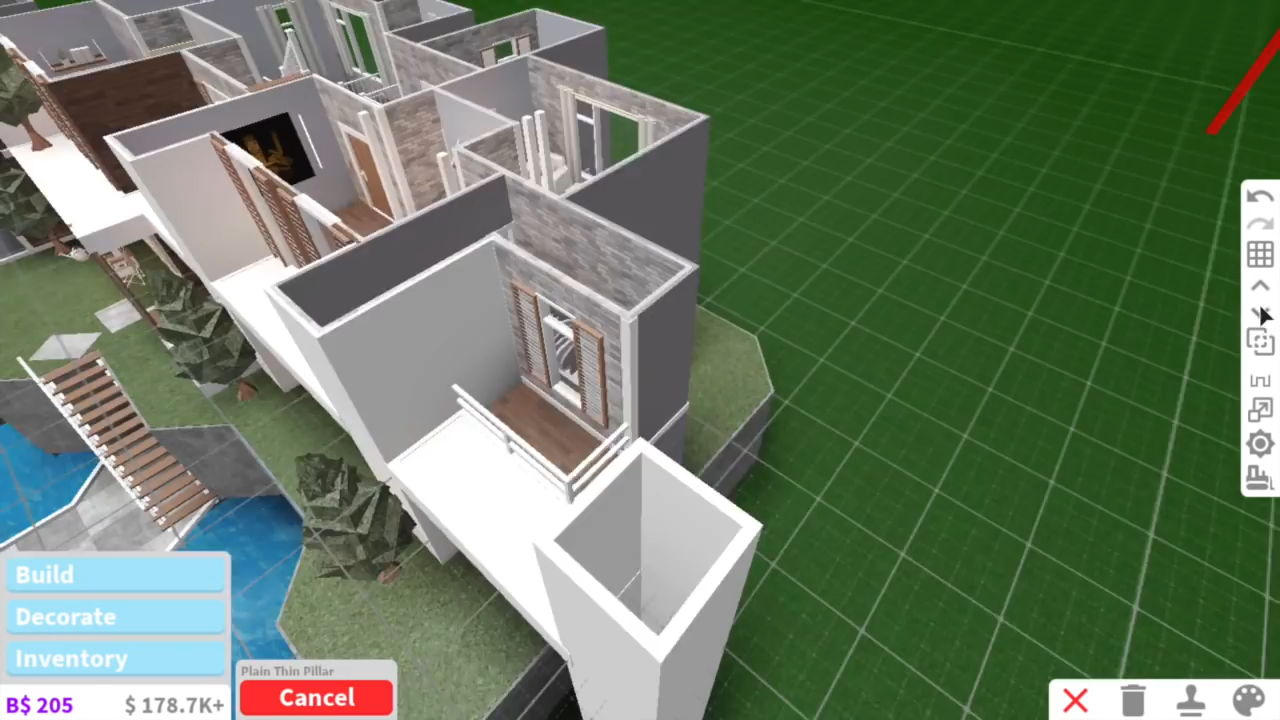 Build
Decorate
Inventory
B$ 205
$ 178.7K+
Plain Thin Pillar
Cancel